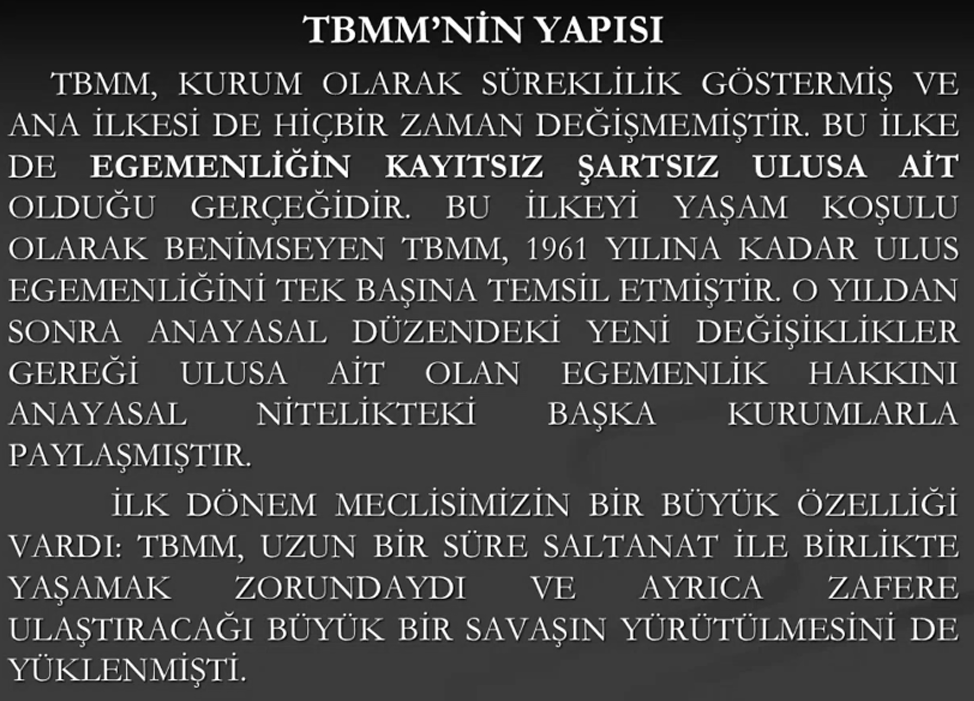 TBMM’NİN YAPISI
TBMM, KURUM OLARAK SÜREKLİLİK GÖSTERMİŞ VE
ANA İLKESİ DE HİÇBİR ZAMAN DEĞİŞMEMİŞTİR. BU İLKE
DE EGEMENLİĞİN KAYITSIZ ŞARTSIZ ULUSA AİT
OLDUĞU GERÇEĞİDİR. BU İLKEYİ YAŞAM KOŞULU
OLARAK BENİMSEYEN TBMM, 1961 YILINA KADAR ULUS
EGEMENLİĞİNİ TEK BAŞINA TEMSİL ETMİŞTİR. O YILDAN
SONRA ANAYASAL DÜZENDEKİ YENİ DEĞİŞİKLİKLER
GEREĞİ ULUSA AİT OLAN EGEMENLİK HAKKINI
ANAYASAL NİTELİKTEKİ BAŞKA KURUMLARLA
PAYLAŞMIŞTIR.
İLK DÖNEM MECLİSİMİZİN BİR BÜYÜK ÖZELLİĞİ
VARDI: TBMM, UZUN BİR SÜRE SALTANAT İLE BİRLİKTE
YAŞAMAK ZORUNDAYDI VE AYRICA ZAFERE
ULAŞTIRACAĞI BÜYÜK BİR SAVAŞIN YÜRÜTÜLMESİNİ DE
YÜKLENMİŞTİ.